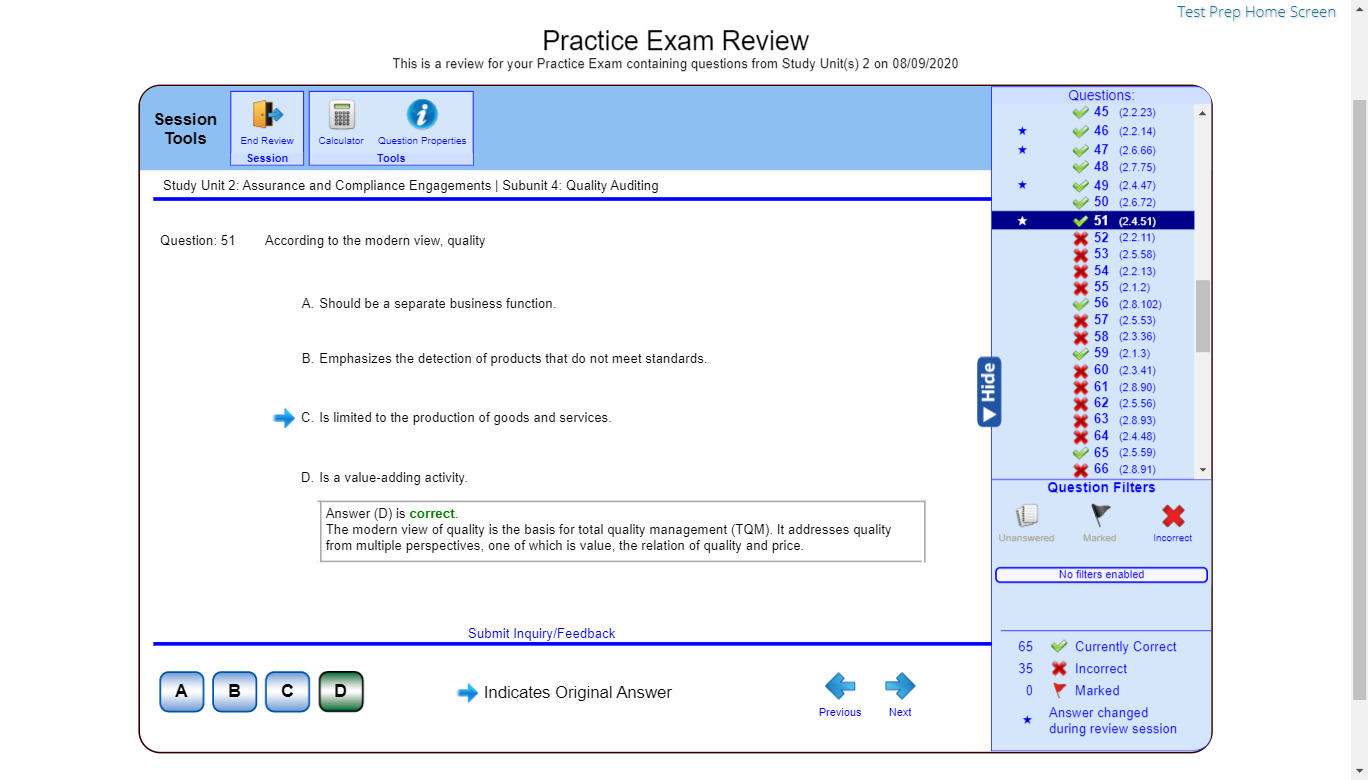 Test Prep Home Screen
Practice Exam Review
This is a review for your Practice Exam containing questions from Study Unit(s) 2 on 08/09/2020
Session
Tools
End Review
Session
Calculator
Question Properties
Tools
Study Unit 2: Assurance and Compliance Engagements | Subunit 4: Quality Auditing
Question: 51 According to the modern view, quality
A. Should be a separate business function.
B. Emphasizes the detection of products that do not meet standards.
C. Is limited to the production of goods and services.
D. Is a value-adding activity.
Answer (D) is correct.
The modern view of quality is the basis for total quality management (TQM). It addresses quality
from multiple perspectives, one of which is value, the relation of quality and price.
Submit Inquiry/Feedback
A B C D
Indicates Original Answer
Previous
Next
Hide
Questions:
45 (2.2.23)
46 (2.2.14)
47 (2.6.66)
48 (2.7.75)
49 (2.4.47)
50 (2.6.72)
51 (2.4.51)
52 (2.2.11)
53 (2.5.58)
54 (2.2.13)
55 (2.1.2)
56 (2.8.102)
57 (2.5.53)
58 (2.3.36)
59 (2.1.3)
60 (2.3.41)
61 (2.8.90)
62 (2.5.56)
63 (2.8.93)
64 (2.4.48)
65 (2.5.59)
66 (2.8.91)
Question Filters
Unanswered
Marked
Incorrect
No filters enabled
65 Currently Correct
35 Incorrect
0 Marked
Answer changed
during review session